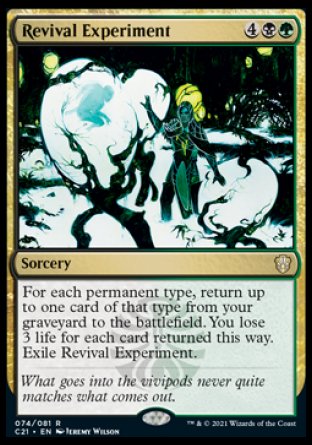 Revival Experiment 4
Sorcery
For each permanent type, return up
to one card of that type from your
graveyard to the battlefield. You lose
3 life for each card returned this way.
Exile Revival Experiment.
What goes into the vivipods never quite
matches what comes out.
074/081 R
C21 • EN Jeremy Wilson
™ & © 2021 Wizards of the Coast